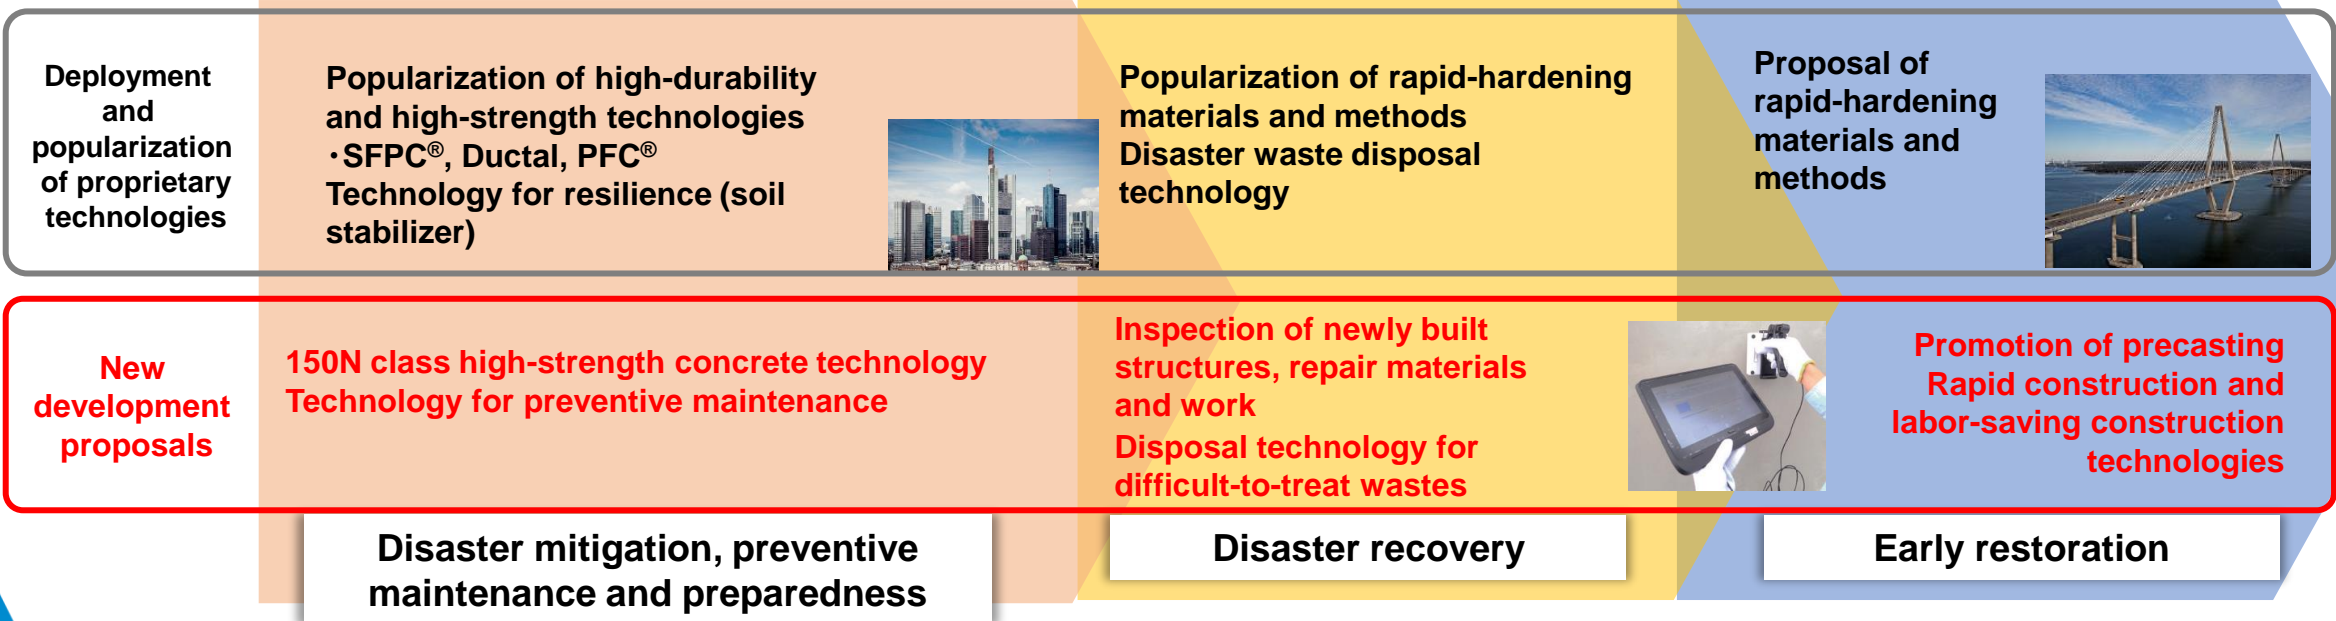 Deployment
and
popularization
of proprietary
technologies
Popularization of high-durability
and high-strength technologies
・SFPC®, Ductal, PFC®
Technology for resilience (soil
stabilizer)
Popularization of rapid-hardening
materials and methods
Disaster waste disposal
technology
Proposal of
rapid-hardening
materials and
methods
New
development
proposals
150N class high-strength concrete technology
Technology for preventive maintenance
Inspection of newly built
structures, repair materials
and work
Disposal technology for
difficult-to-treat wastes
Promotion of precasting
Rapid construction and
labor-saving construction
technologies
Disaster mitigation, preventive
maintenance and preparedness
Disaster recovery
Early restoration